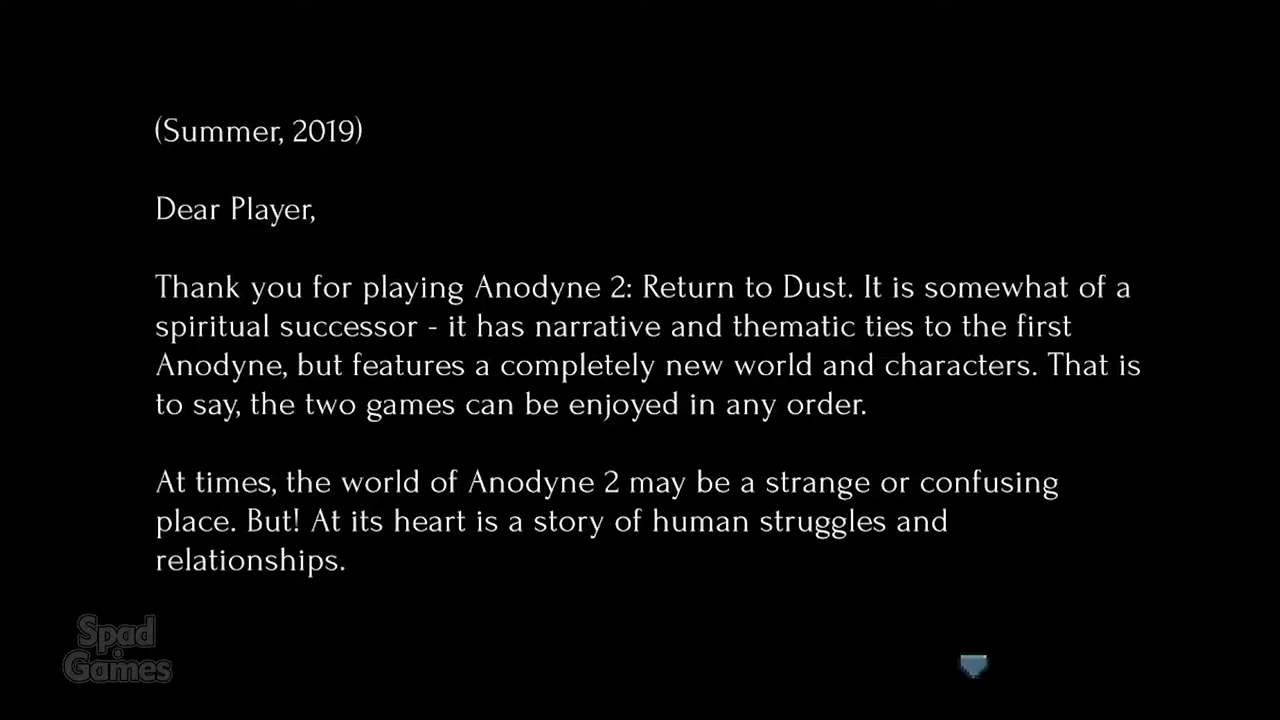 (Summer, 2019)
Dear Player,
Thank you for playing Anodyne 2: Return to Dust. It is somewhat of a
spiritual successor - it has narrative and thematic ties to the first
Anodyne, but features a completely new world and characters. That is
to say, the two games can be enjoyed in any order.
At times, the world of Anodyne 2 may be a strange or confusing
place. But! At its heart is a story of human struggles and
relationships.
Spad
Games